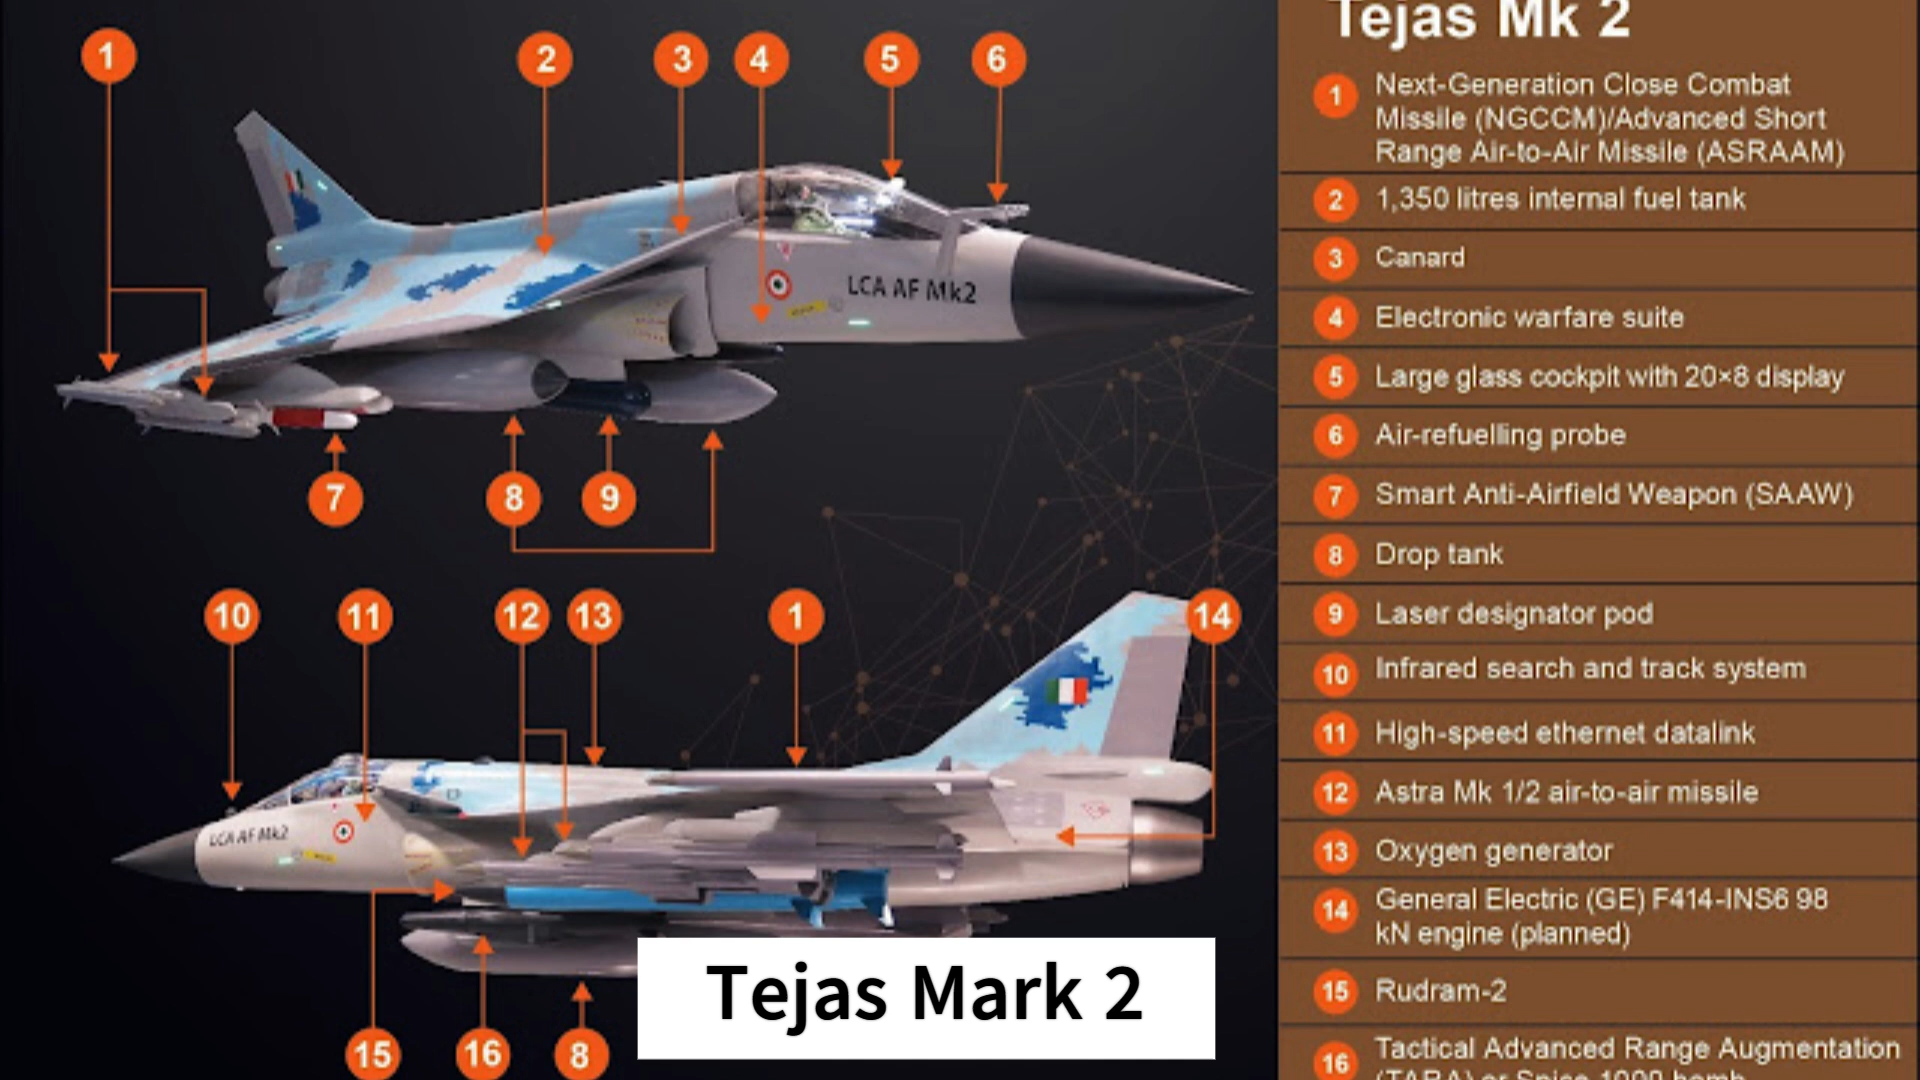 1
2
3
4
5
6
LCA AF Mk2
7
8
9
10
11
12
13
1
14
LCA AF Mk2
15
16
8
Tejas Mark 2
Tejas Mk 2
1 Next-Generation Close Combat
Missile (NGCCM)/Advanced Short
Range Air-to-Air Missile (ASRAAM)
2 1,350 litres internal fuel tank
3 Canard
4 Electronic warfare suite
5 Large glass cockpit with 20×8 display
6 Air-refuelling probe
7 Smart Anti-Airfield Weapon (SAAW)
8 Drop tank
9 Laser designator pod
10 Infrared search and track system
11 High-speed ethernet datalink
12 Astra Mk 1/2 air-to-air missile
13 Oxygen generator
14 General Electric (GE) F414-INS6 98
kN engine (planned)
15 Rudram-2
16 Tactical Advanced Range Augmentation
(TARA) or Spice-1000 bomb